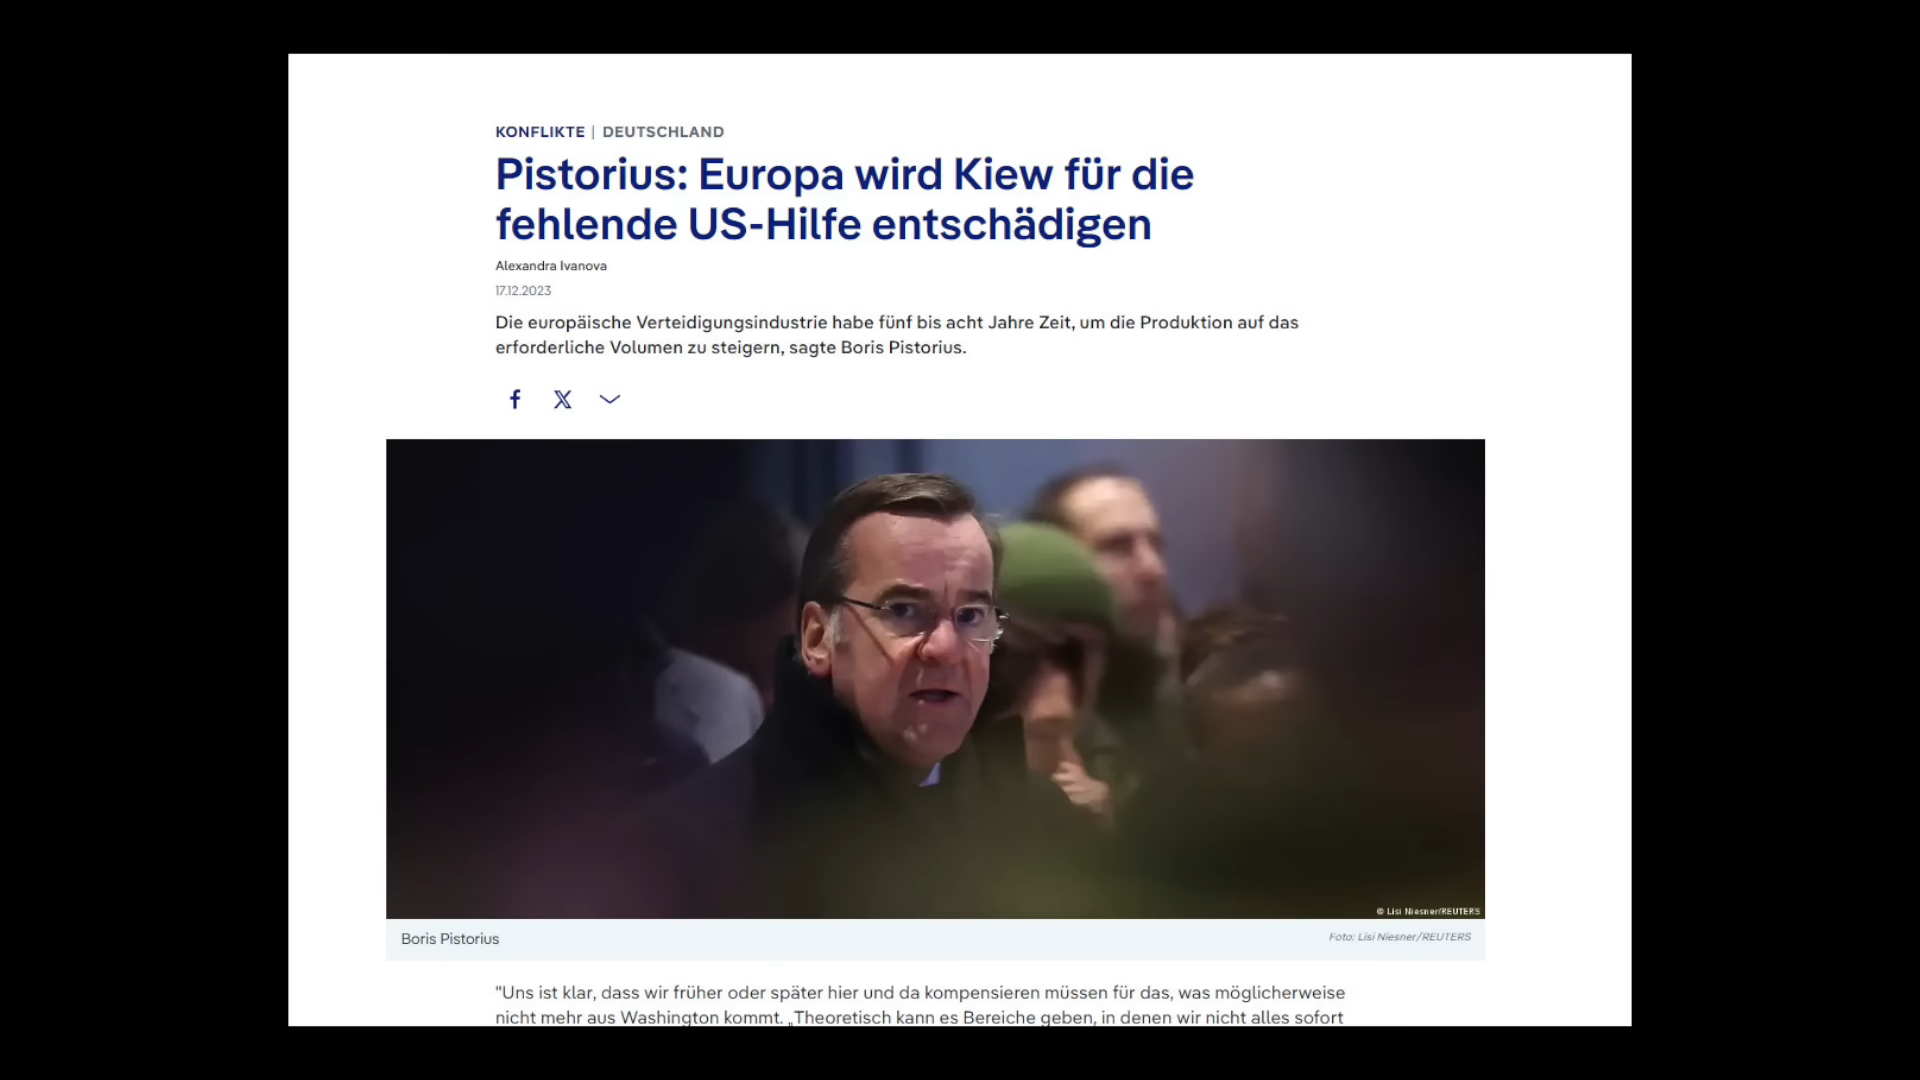 KONFLIKTE | DEUTSCHLAND
Pistorius: Europa wird Kiew für die
fehlende US-Hilfe entschädigen
Alexandra Ivanova
17.12.2023
Die europäische Verteidigungsindustrie habe fünf bis acht Jahre Zeit, um die Produktion auf das
erforderliche Volumen zu steigern, sagte Boris Pistorius.
© Lisi Niesner/REUTERS
Boris Pistorius
Foto: Lisi Niesner/REUTERS
"Uns ist klar, dass wir früher oder später hier und da kompensieren müssen für das, was möglicherweise
nicht mehr aus Washington kommt. „Theoretisch kann es Bereiche geben, in denen wir nicht alles sofort